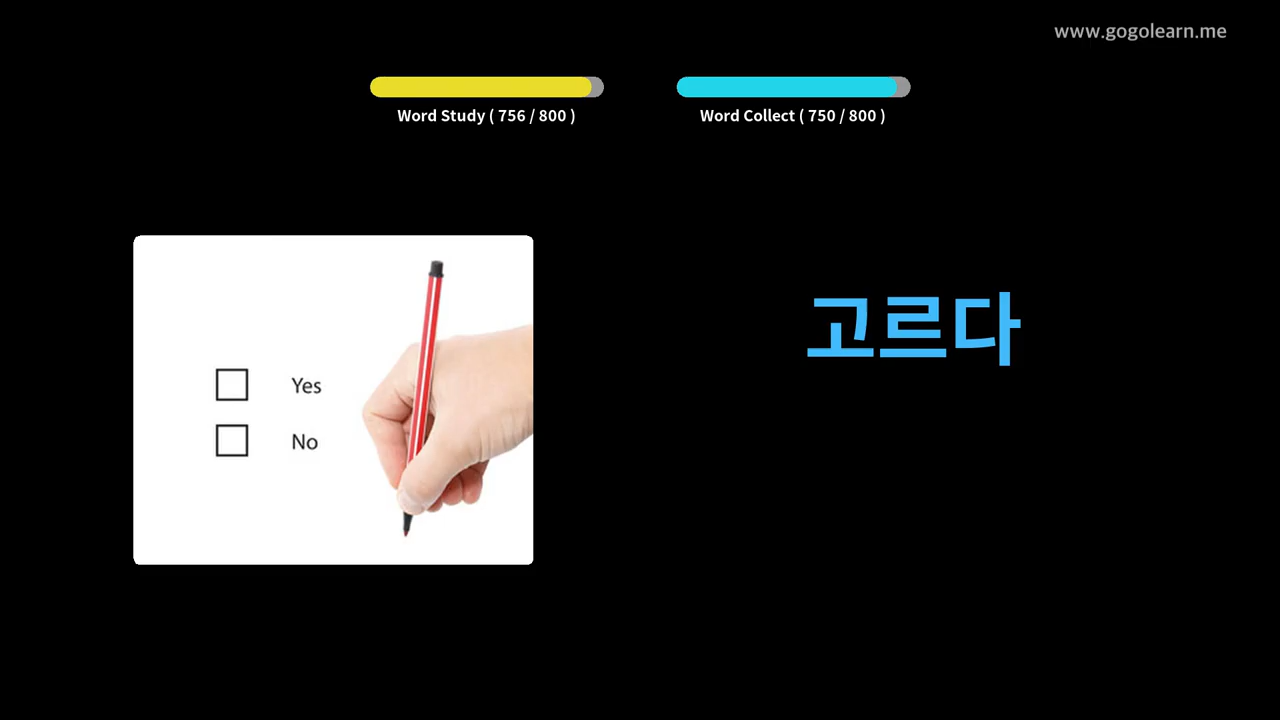 www.gogolearn.me
Word Study ( 756 / 800 )
Word Collect ( 750 / 800 )
고르다
Yes
No